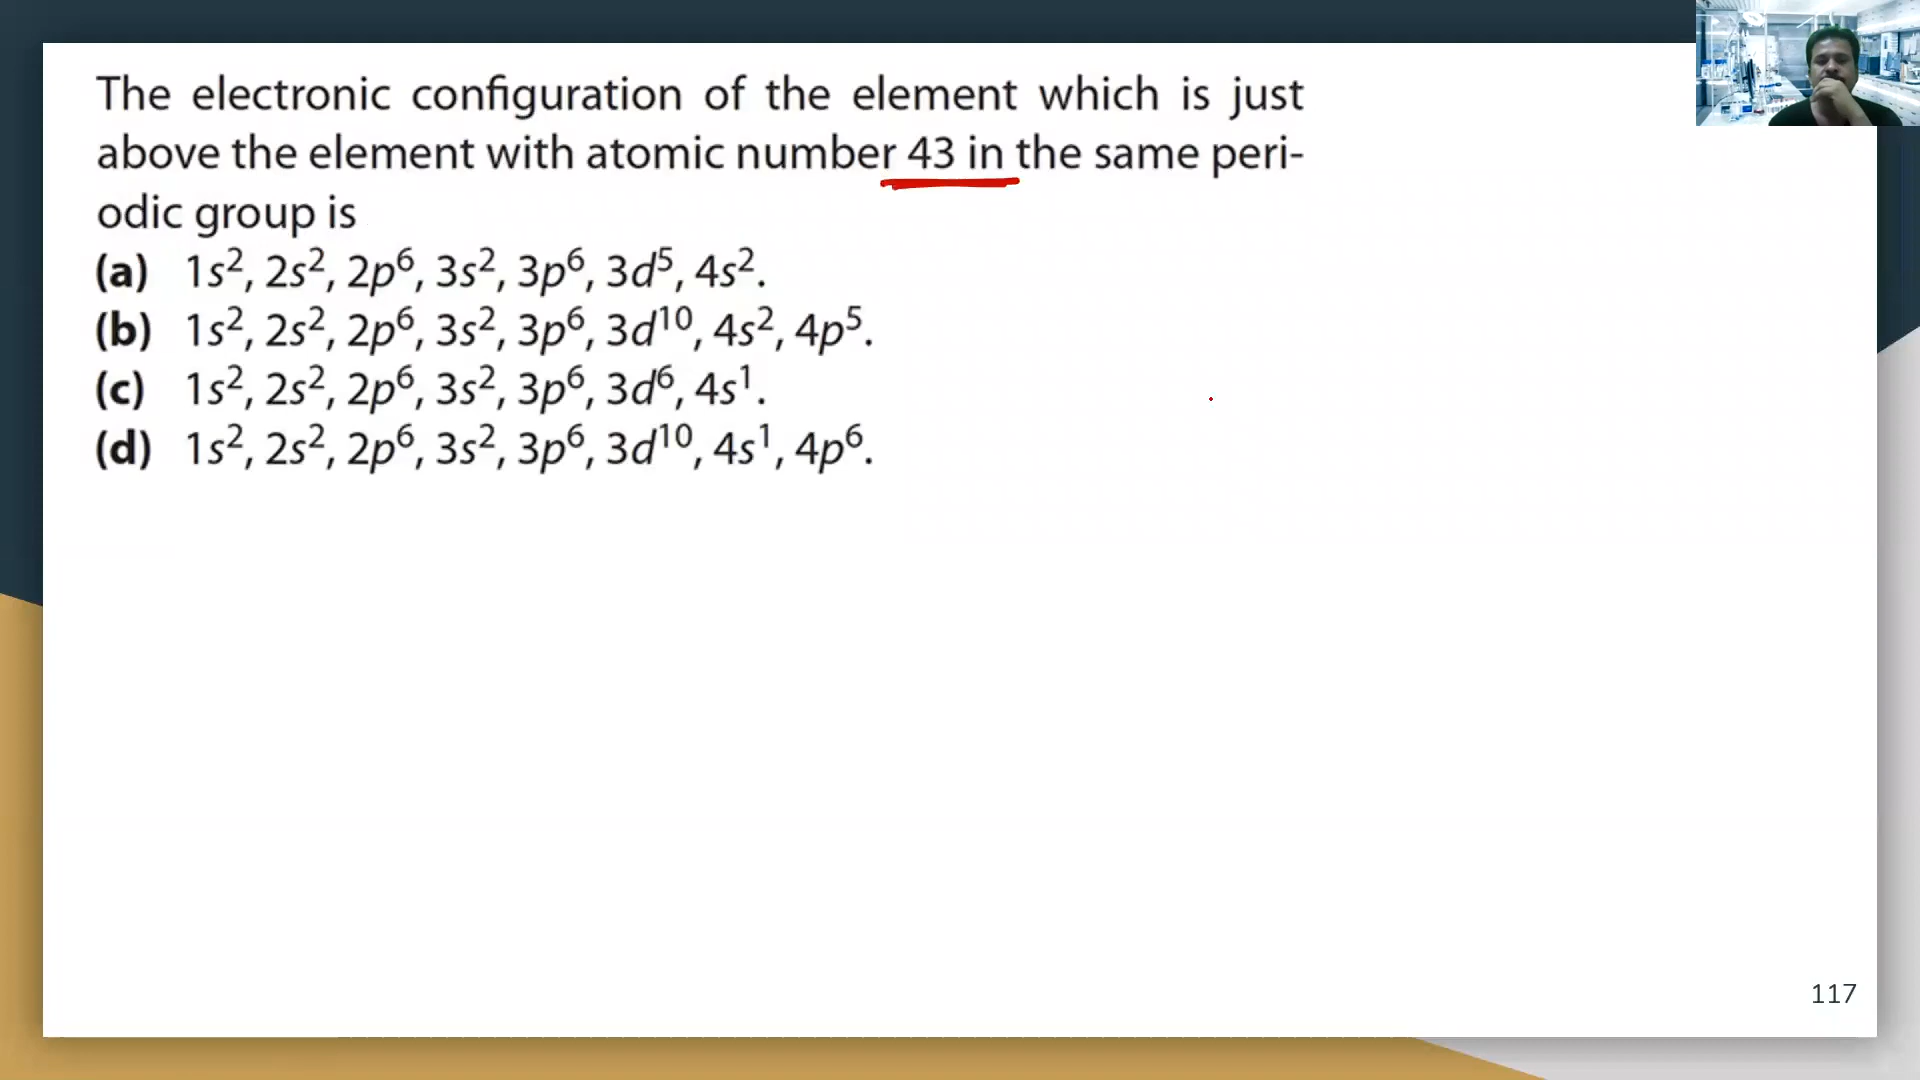 The electronic configuration of the element which is just
above the element with atomic number 43 in the same peri-
odic group is
(a) 1s², 2s², 2p⁶, 3s², 3p⁶, 3d⁵, 4s².
(b) 1s², 2s², 2p⁶, 3s², 3p⁶, 3d¹⁰, 4s², 4p⁵.
(c) 1s², 2s², 2p⁶, 3s², 3p⁶, 3d⁶, 4s¹.
(d) 1s², 2s², 2p⁶, 3s², 3p⁶, 3d¹⁰, 4s¹, 4p⁶.
117